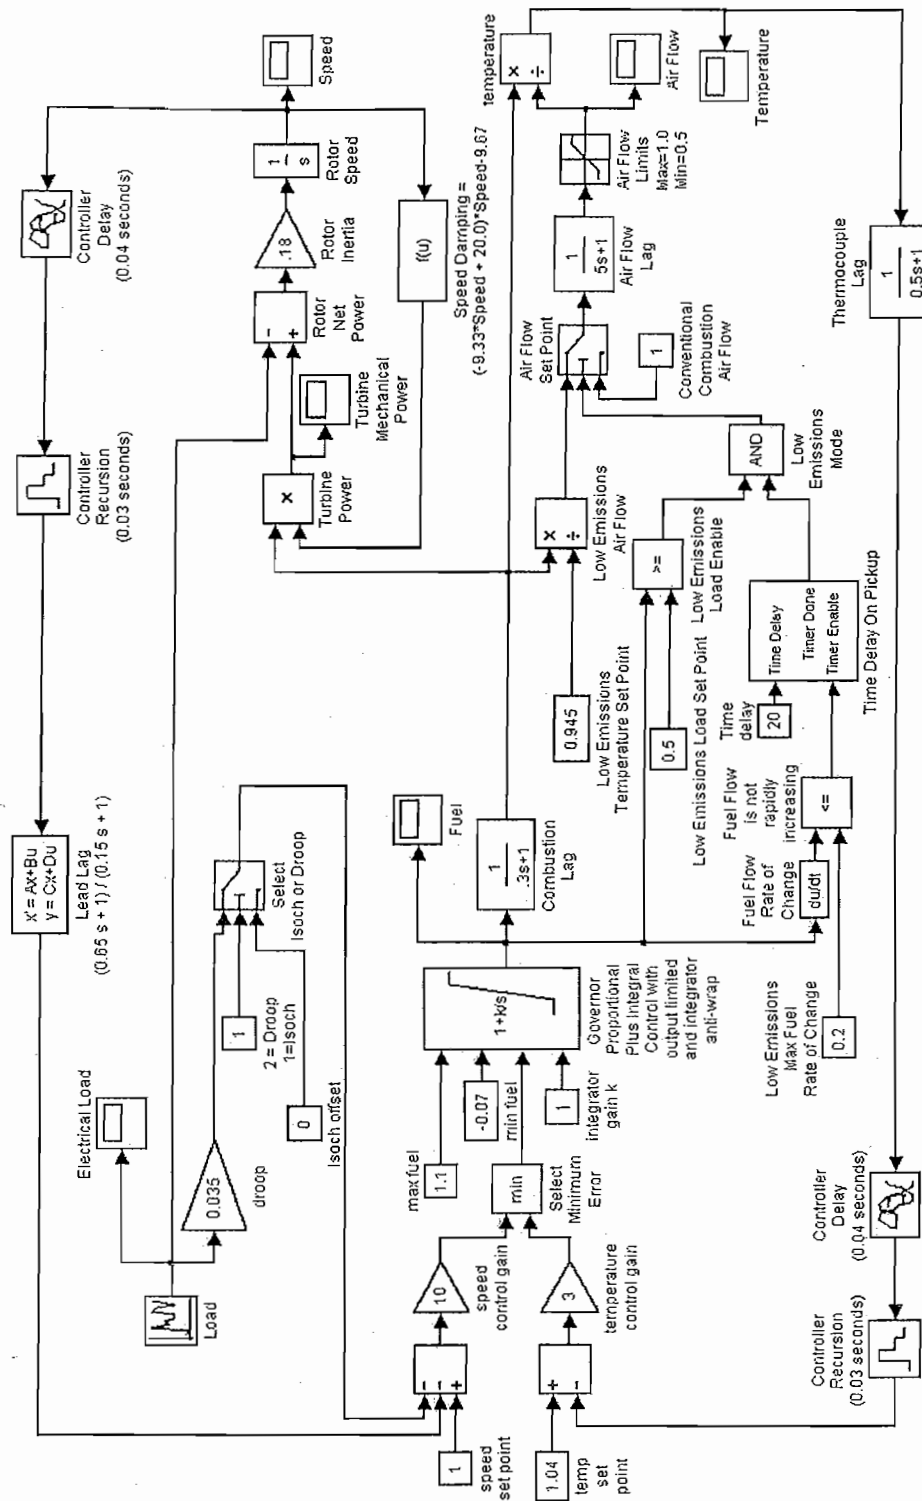 Controller
Delay
(0.04 seconds)
Controller
Recursion
(0.03 seconds)
x' = Ax+Bu
y = Cx+Du
Lead Lag
(0.65 s + 1) / (0.15 s + 1)
Speed
1
s
Rotor
Speed
.18
Rotor
Inertia
-
+
Rotor
Net
Power
f(u)
Speed Damping =
(-9.33*Speed + 20.0)*Speed-9.67
Turbine
Mechanical
Power
×
Turbine
Power
Electrical Load
Load
0.035
droop
1
2 = Droop
1=Isoch
0
Isoch offset
Select
Isoch or Droop
-
-
+
1
speed
set point
10
speed
control gain
+
-
1.04
temp
set
point
3
temperature
control gain
min
Select
Minimum
Error
max fuel
1.1
-0.07
min fuel
1
integrator
gain k
1+k/s
Governor
Proportional
Plus Integral
Control with
output limited
and integrator
anti-wrap
Fuel
1
.3s+1
Combustion
Lag
0.945
Low Emissions
Temperature Set Point
×
÷
Low Emissions
Air Flow
0.5
Low Emissions Load Set Point
>=
Low Emissions
Load Enable
Low Emissions
Max Fuel
Rate of Change
0.2
Fuel Flow
Rate of
Change
du/dt
Fuel Flow
is not
rapidly
increasing
<=
Time
delay
20
Time Delay
Timer Done
Timer Enable
Time Delay On Pickup
AND
Low
Emissions
Mode
Air Flow
Set Point
1
Conventional
Combustion
Air Flow
1
5s+1
Air Flow
Lag
Air Flow
Limits
Max=1.0
Min=0.5
temperature
×
÷
Air Flow
Temperature
Thermocouple
Lag
1
0.5s+1
Controller
Delay
(0.04 seconds)
Controller
Recursion
(0.03 seconds)